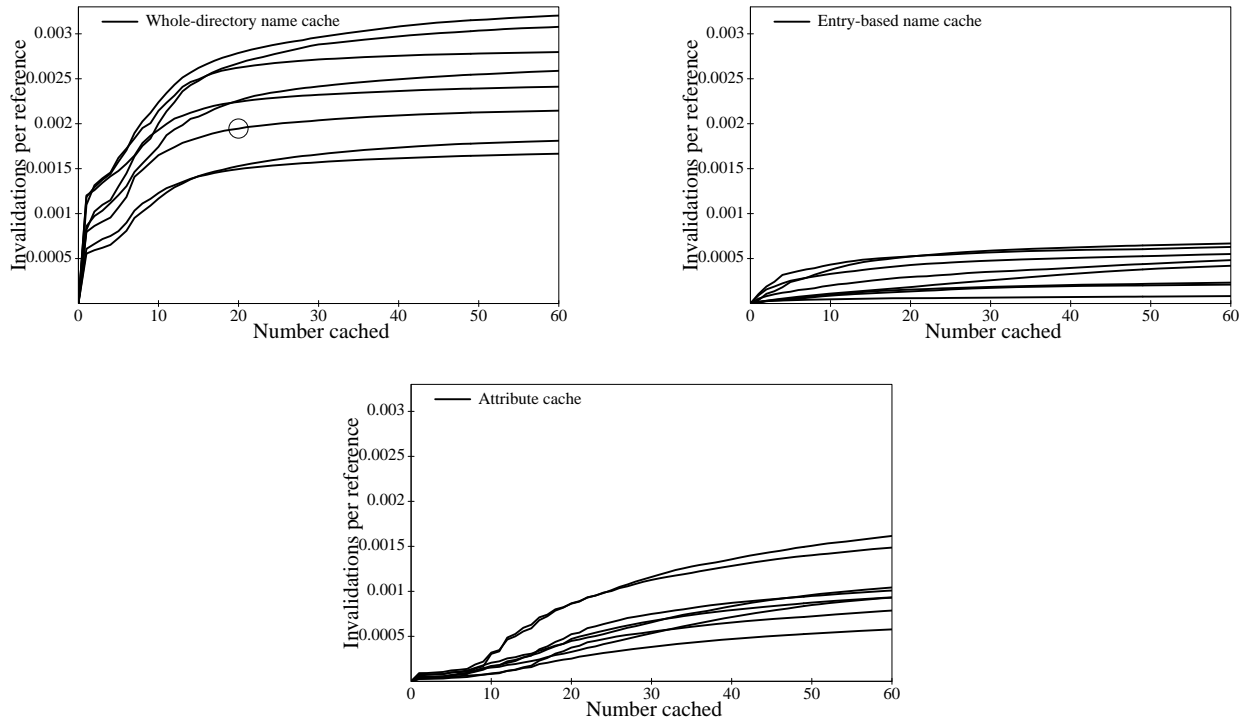 Whole-directory name cache
Invalidations per reference
0.003
0.0025
0.002
0.0015
0.001
0.0005
0 10 20 30 40 50 60
Number cached
Entry-based name cache
Invalidations per reference
0.003
0.0025
0.002
0.0015
0.001
0.0005
0 10 20 30 40 50 60
Number cached
Attribute cache
Invalidations per reference
0.003
0.0025
0.002
0.0015
0.001
0.0005
0 10 20 30 40 50 60
Number cached